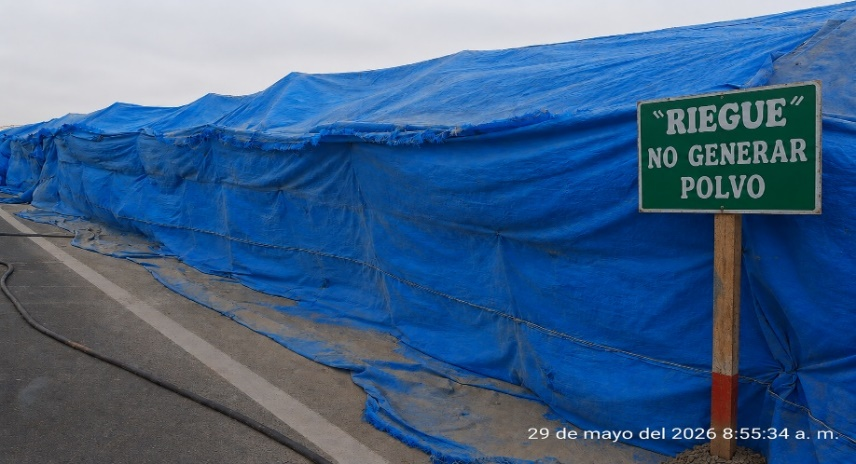 “RIEGUE”
NO GENERAR
POLVO
29 de mayo del 2026 8:55:34 a. m.